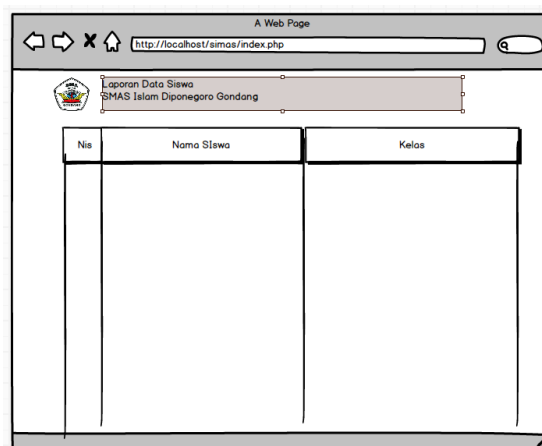 A Web Page
http://localhost/simas/index.php
Laporan Data Siswa
SMAS Islam Diponegoro Gondang
Nis
Nama SIswa
Kelas